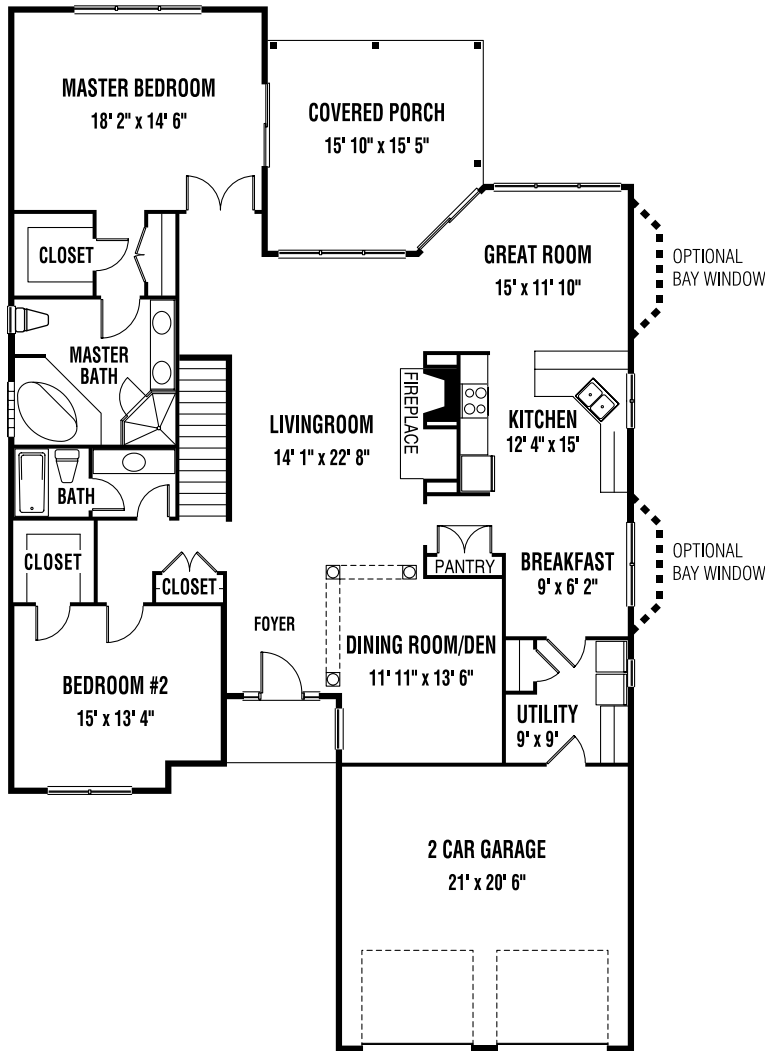 MASTER BEDROOM
18' 2" x 14' 6"
COVERED PORCH
15' 10" x 15' 5"
CLOSET
GREAT ROOM
15' x 11' 10"
OPTIONAL
BAY WINDOW
MASTER
BATH
FIREPLACE
LIVINGROOM
14' 1" x 22' 8"
KITCHEN
12' 4" x 15'
BATH
CLOSET
CLOSET
PANTRY
BREAKFAST
9' x 6' 2"
OPTIONAL
BAY WINDOW
FOYER
DINING ROOM/DEN
11' 11" x 13' 6"
BEDROOM #2
15' x 13' 4"
UTILITY
9' x 9'
2 CAR GARAGE
21' x 20' 6"